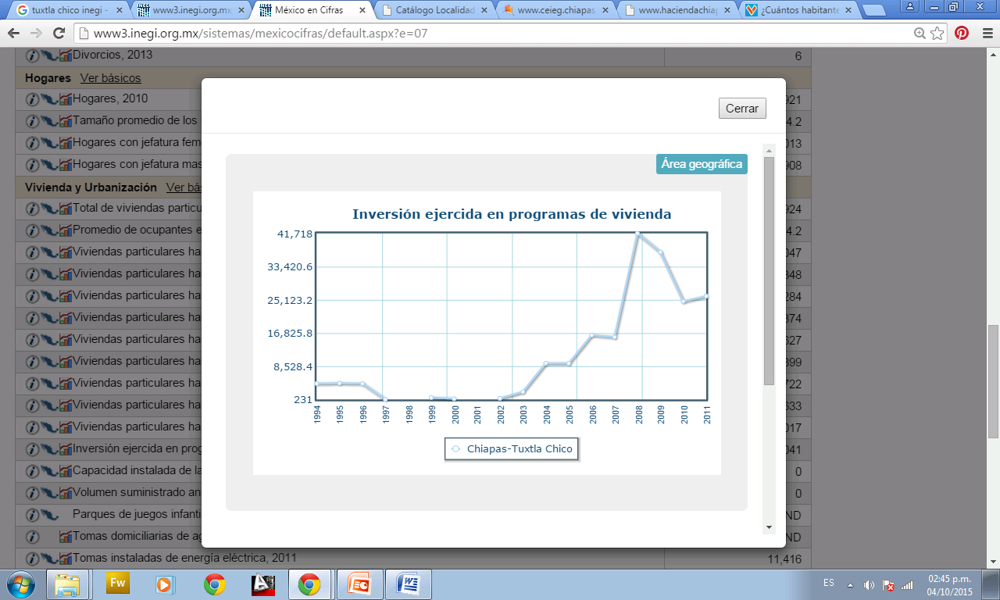 tuxtla chico inegi -
www3.inegi.org.mx
México en Cifras
Catálogo Localidad
www.ceieg.chiapas
www.haciendachiap
¿Cuántos habitante
www3.inegi.org.mx/sistemas/mexicocifras/default.aspx?e=07
Divorcios, 2013 6
Hogares Ver básicos
Hogares, 2010 921
Tamaño promedio de los 4.2
Hogares con jefatura fem 013
Hogares con jefatura mas 908
Vivienda y Urbanización Ver bás
Total de viviendas particu 924
Promedio de ocupantes e 4.2
Viviendas particulares ha 047
Viviendas particulares ha 348
Viviendas particulares ha 284
Viviendas particulares ha 374
Viviendas particulares ha 627
Viviendas particulares ha 399
Viviendas particulares ha 722
Viviendas particulares ha 633
Viviendas particulares ha 017
Inversión ejercida en prog 041
Capacidad instalada de la 0
Volumen suministrado an 0
Parques de juegos infanti ND
Tomas domiciliarias de ag ND
Tomas instaladas de energía eléctrica, 2011 11,416
Cerrar
Área geográfica
Inversión ejercida en programas de vivienda
41,718
33,420.6
25,123.2
16,825.8
8,528.4
231
1994 1995 1996 1997 1998 1999 2000 2001 2002 2003 2004 2005 2006 2007 2008 2009 2010 2011
Chiapas-Tuxtla Chico
Fw
ES
02:45 p.m.
04/10/2015